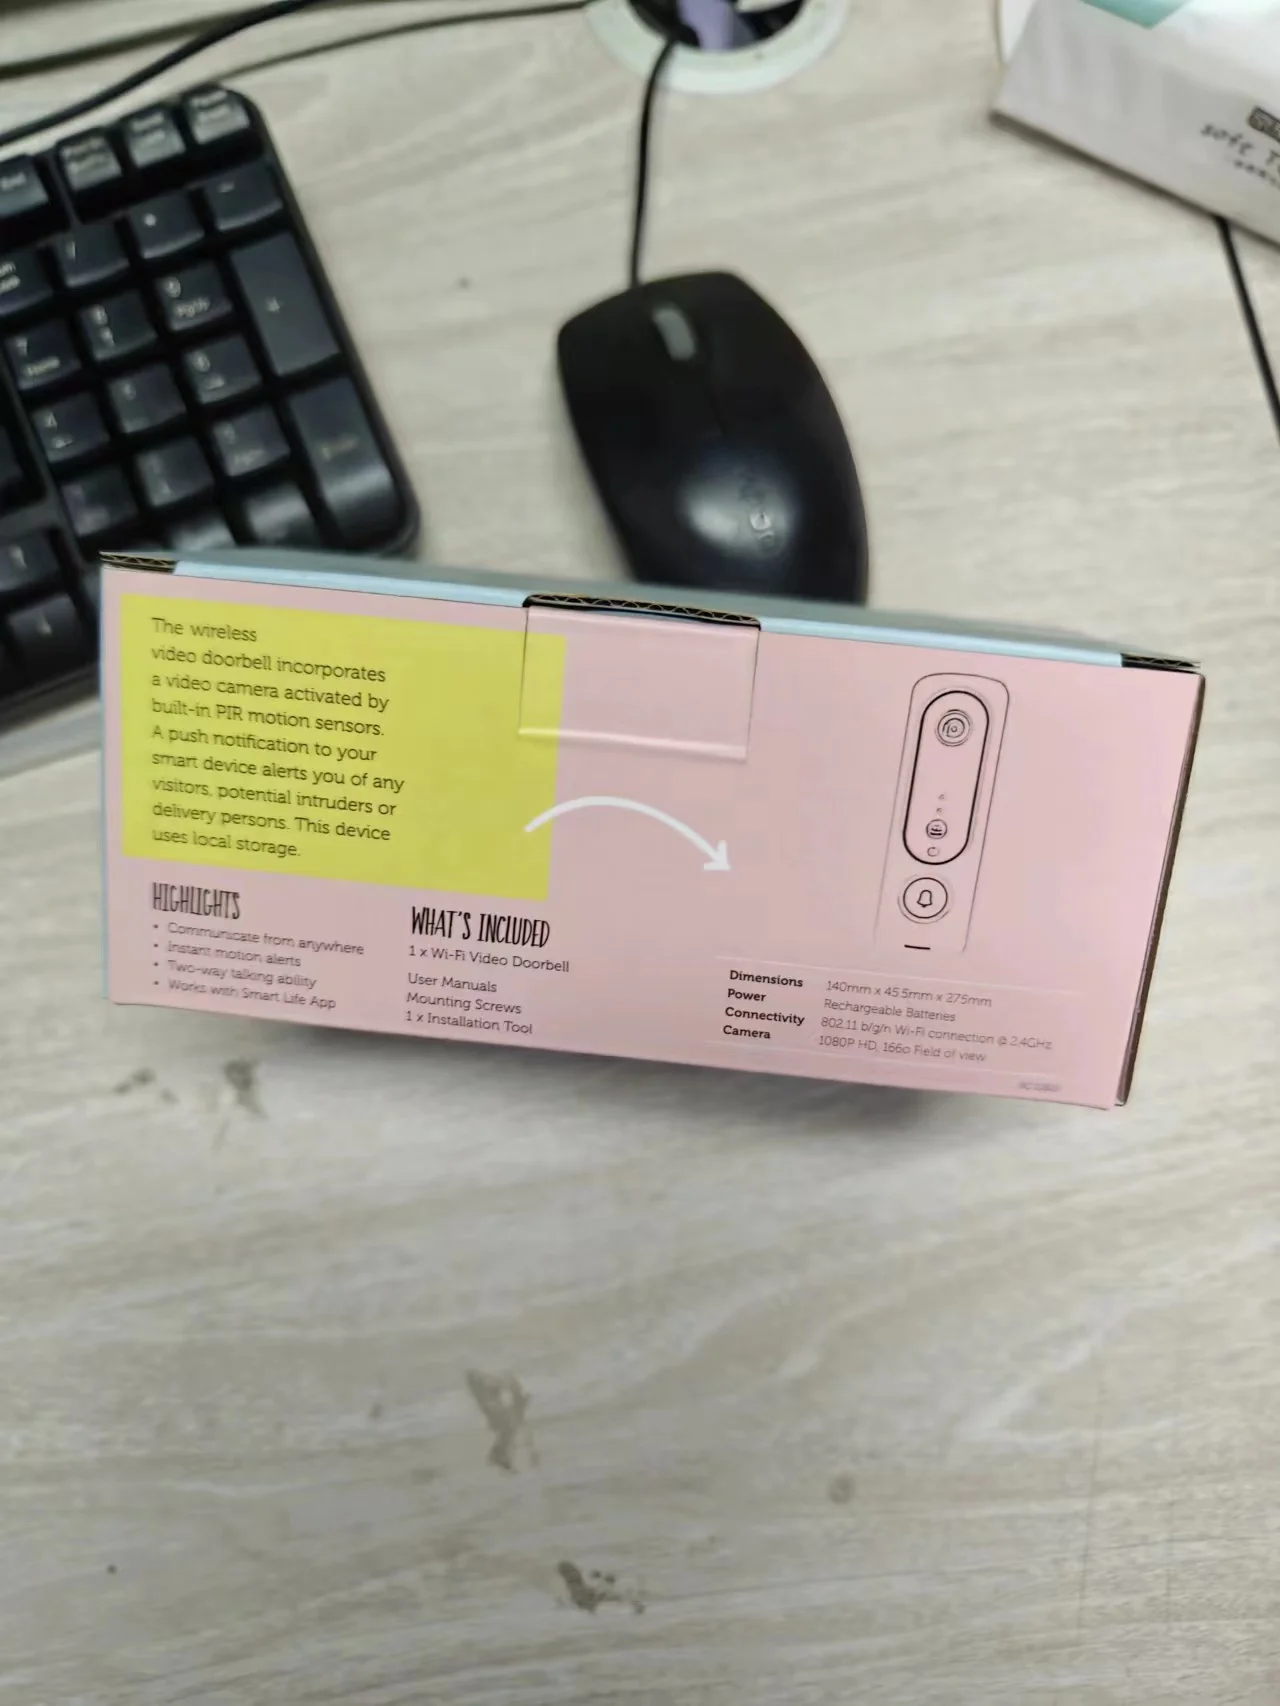 The wireless
video doorbell incorporates
a video camera activated by
built-in PIR motion sensors.
A push notification to your
smart device alerts you of any
visitors, potential intruders or
delivery persons. This device
uses local storage.
HIGHLIGHTS
• Communicate from anywhere
• Instant motion alerts
• Two-way talking ability
• Works with Smart Life App
WHAT'S INCLUDED
1 x Wi-Fi Video Doorbell
User Manuals
Mounting Screws
1 x Installation Tool
Dimensions 140mm x 45.5mm x 275mm
Power Rechargeable Batteries
Connectivity 802.11 b/g/n Wi-Fi connection @ 2.4GHz
Camera 1080P HD, 166o Field of view
soft